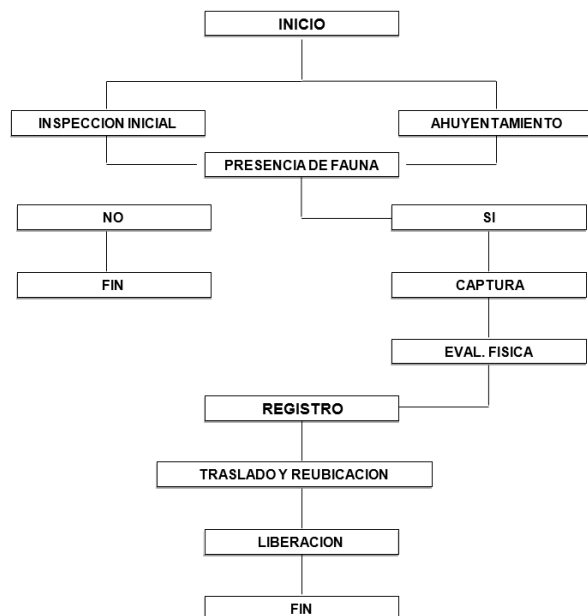 INICIO
INSPECCION INICIAL
AHUYENTAMIENTO
PRESENCIA DE FAUNA
NO
SI
FIN
CAPTURA
EVAL. FISICA
REGISTRO
TRASLADO Y REUBICACION
LIBERACION
FIN